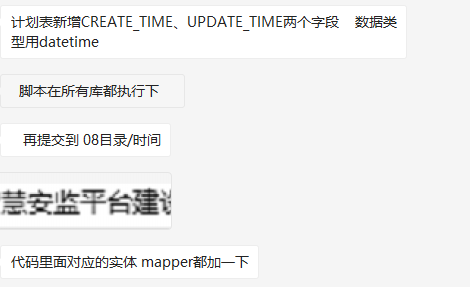 计划表新增CREATE_TIME、UPDATE_TIME两个字段 数据类
型用datetime
脚本在所有库都执行下
再提交到 08目录/时间
慧安监平台建设
代码里面对应的实体 mapper都加一下